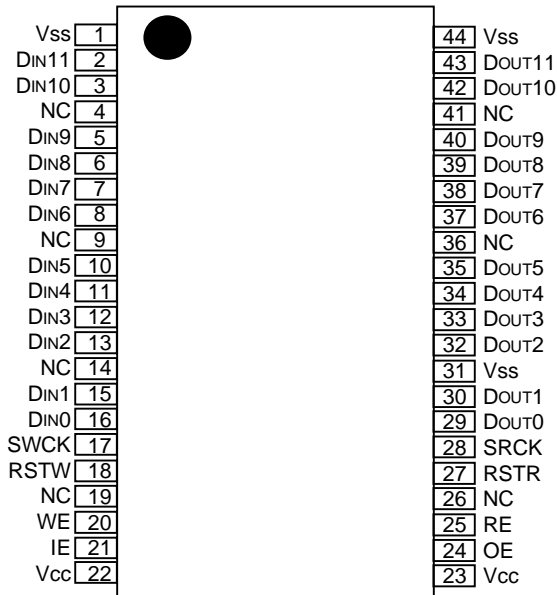 Vss 1 44 Vss
DIN11 2 43 DOUT11
DIN10 3 42 DOUT10
NC 4 41 NC
DIN9 5 40 DOUT9
DIN8 6 39 DOUT8
DIN7 7 38 DOUT7
DIN6 8 37 DOUT6
NC 9 36 NC
DIN5 10 35 DOUT5
DIN4 11 34 DOUT4
DIN3 12 33 DOUT3
DIN2 13 32 DOUT2
NC 14 31 Vss
DIN1 15 30 DOUT1
DIN0 16 29 DOUT0
SWCK 17 28 SRCK
RSTW 18 27 RSTR
NC 19 26 NC
WE 20 25 RE
IE 21 24 OE
Vcc 22 23 Vcc